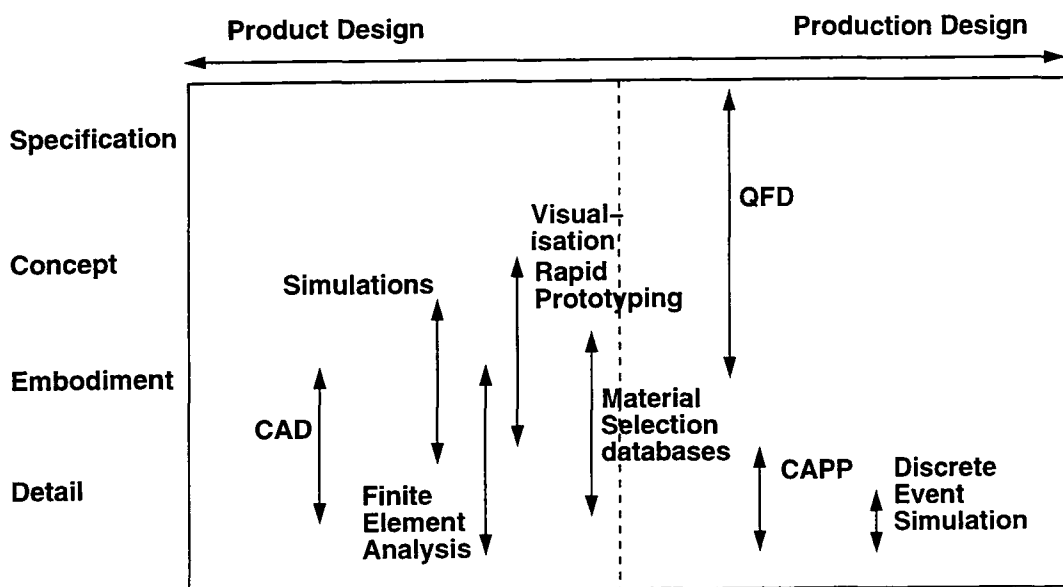 Product Design
Production Design
Specification
QFD
Visual–
isation
Concept
Rapid
Prototyping
Simulations
Embodiment
CAD
Material
Selection
databases
Detail
Finite
Element
Analysis
CAPP
Discrete
Event
Simulation